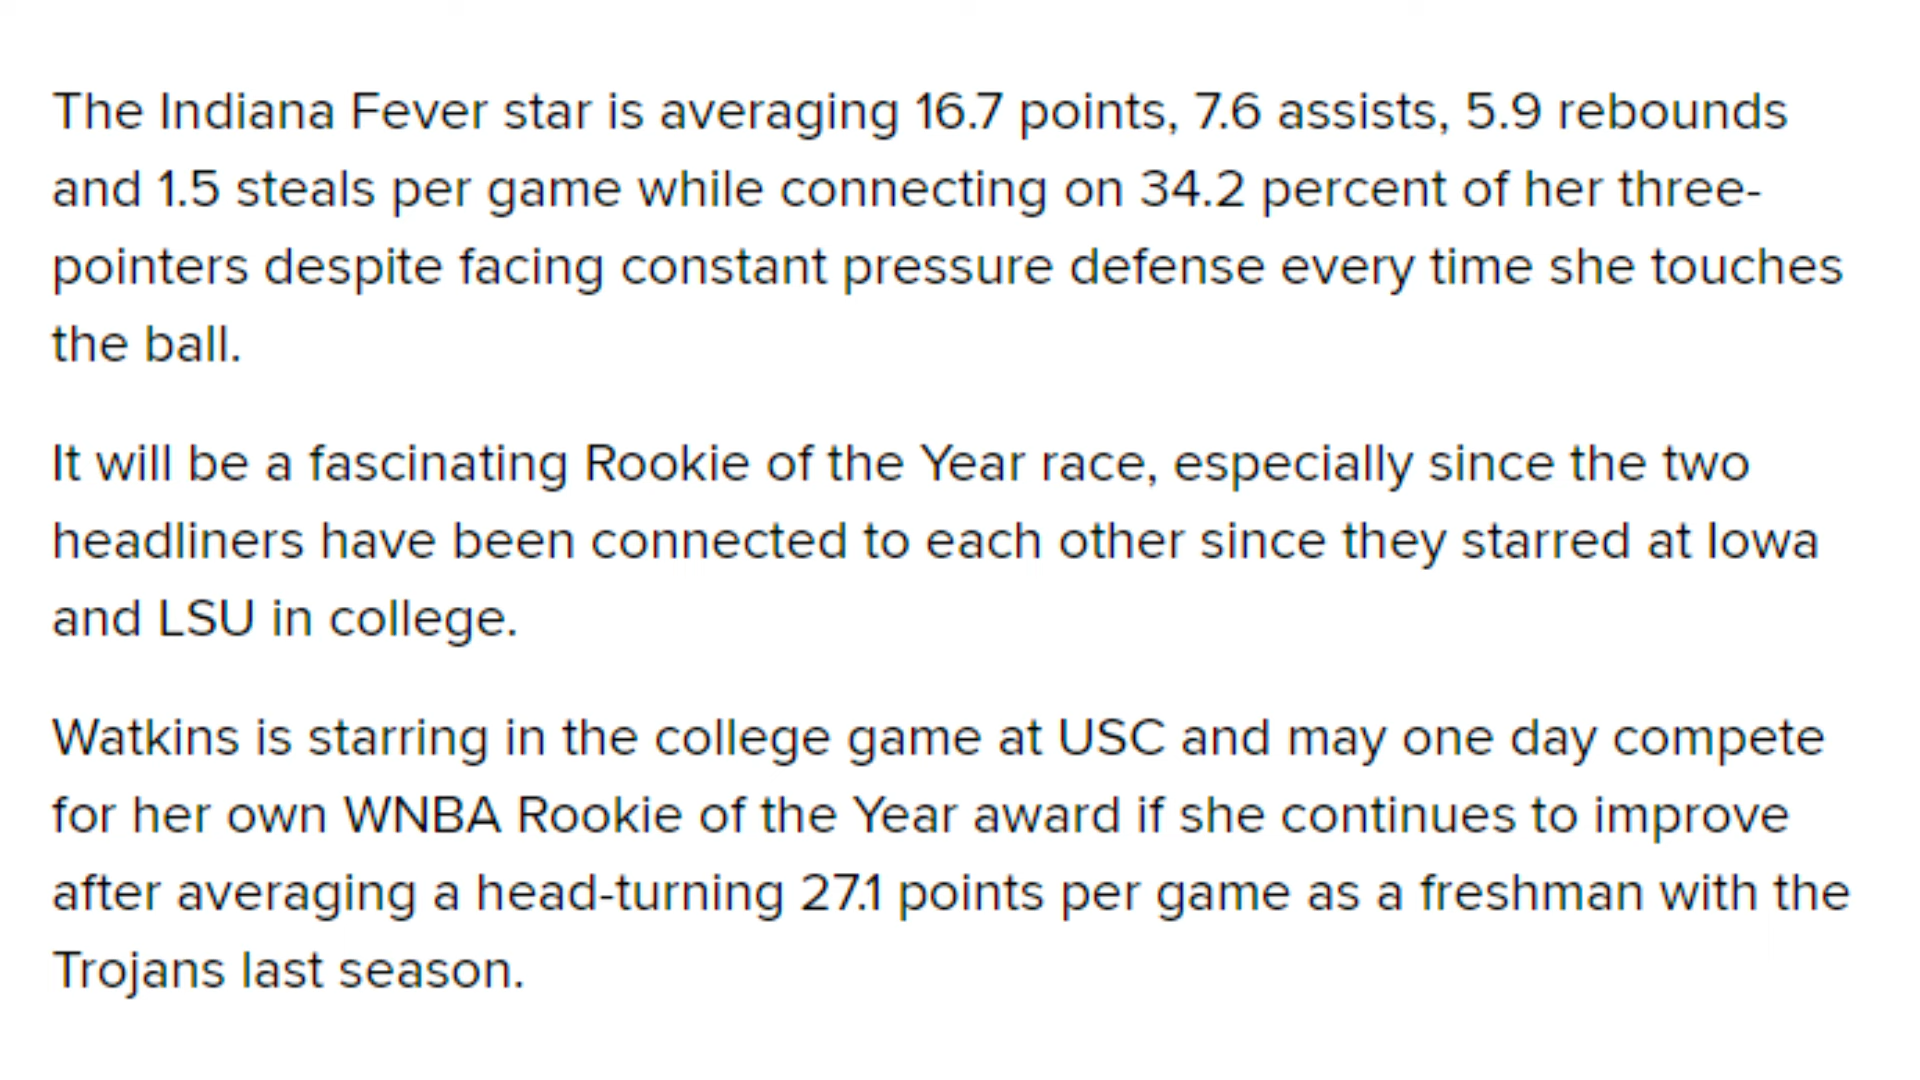 The Indiana Fever star is averaging 16.7 points, 7.6 assists, 5.9 rebounds
and 1.5 steals per game while connecting on 34.2 percent of her three-
pointers despite facing constant pressure defense every time she touches
the ball.
It will be a fascinating Rookie of the Year race, especially since the two
headliners have been connected to each other since they starred at Iowa
and LSU in college.
Watkins is starring in the college game at USC and may one day compete
for her own WNBA Rookie of the Year award if she continues to improve
after averaging a head-turning 27.1 points per game as a freshman with the
Trojans last season.